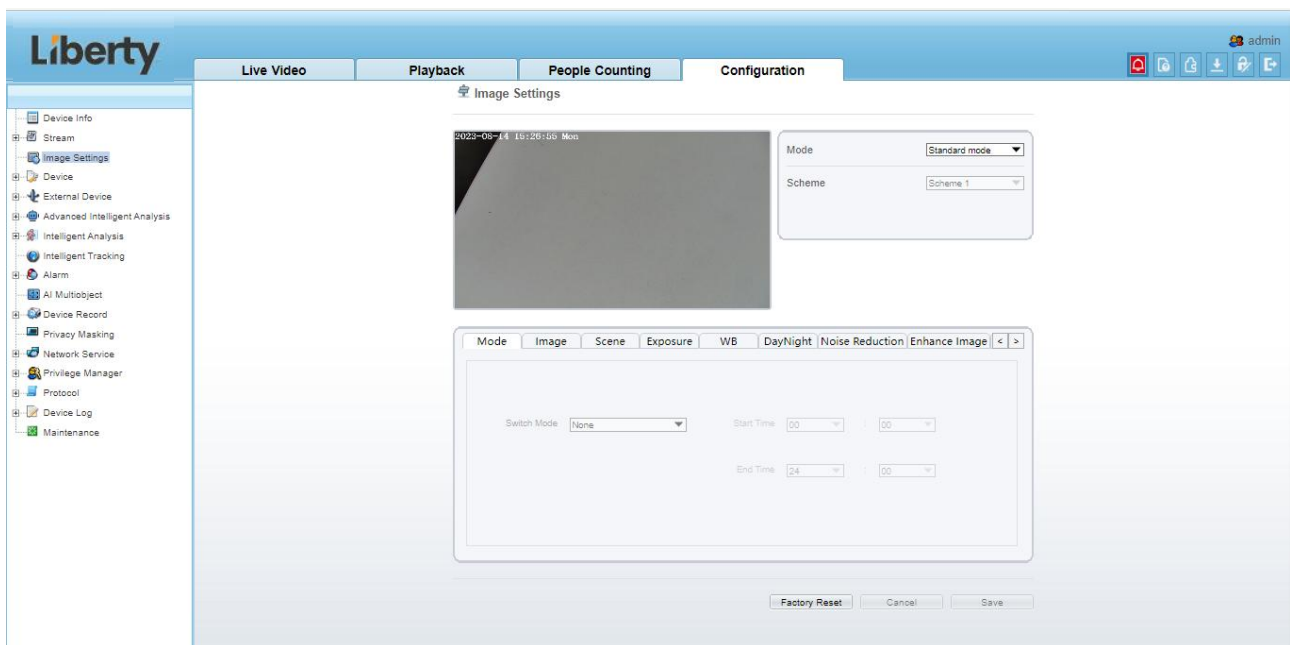 Liberty
admin
Live Video
Playback
People Counting
Configuration
Device Info
Stream
Image Settings
Device
External Device
Advanced Intelligent Analysis
Intelligent Analysis
Intelligent Tracking
Alarm
AI Multiobject
Device Record
Privacy Masking
Network Service
Privilege Manager
Protocol
Device Log
Maintenance
Image Settings
2023-08-14 15:26:55 Mon
Mode Standard mode
Scheme Scheme 1
Mode Image Scene Exposure WB DayNight Noise Reduction Enhance Image < >
Switch Mode None Start Time 00 : 00
End Time 24 : 00
Factory Reset Cancel Save